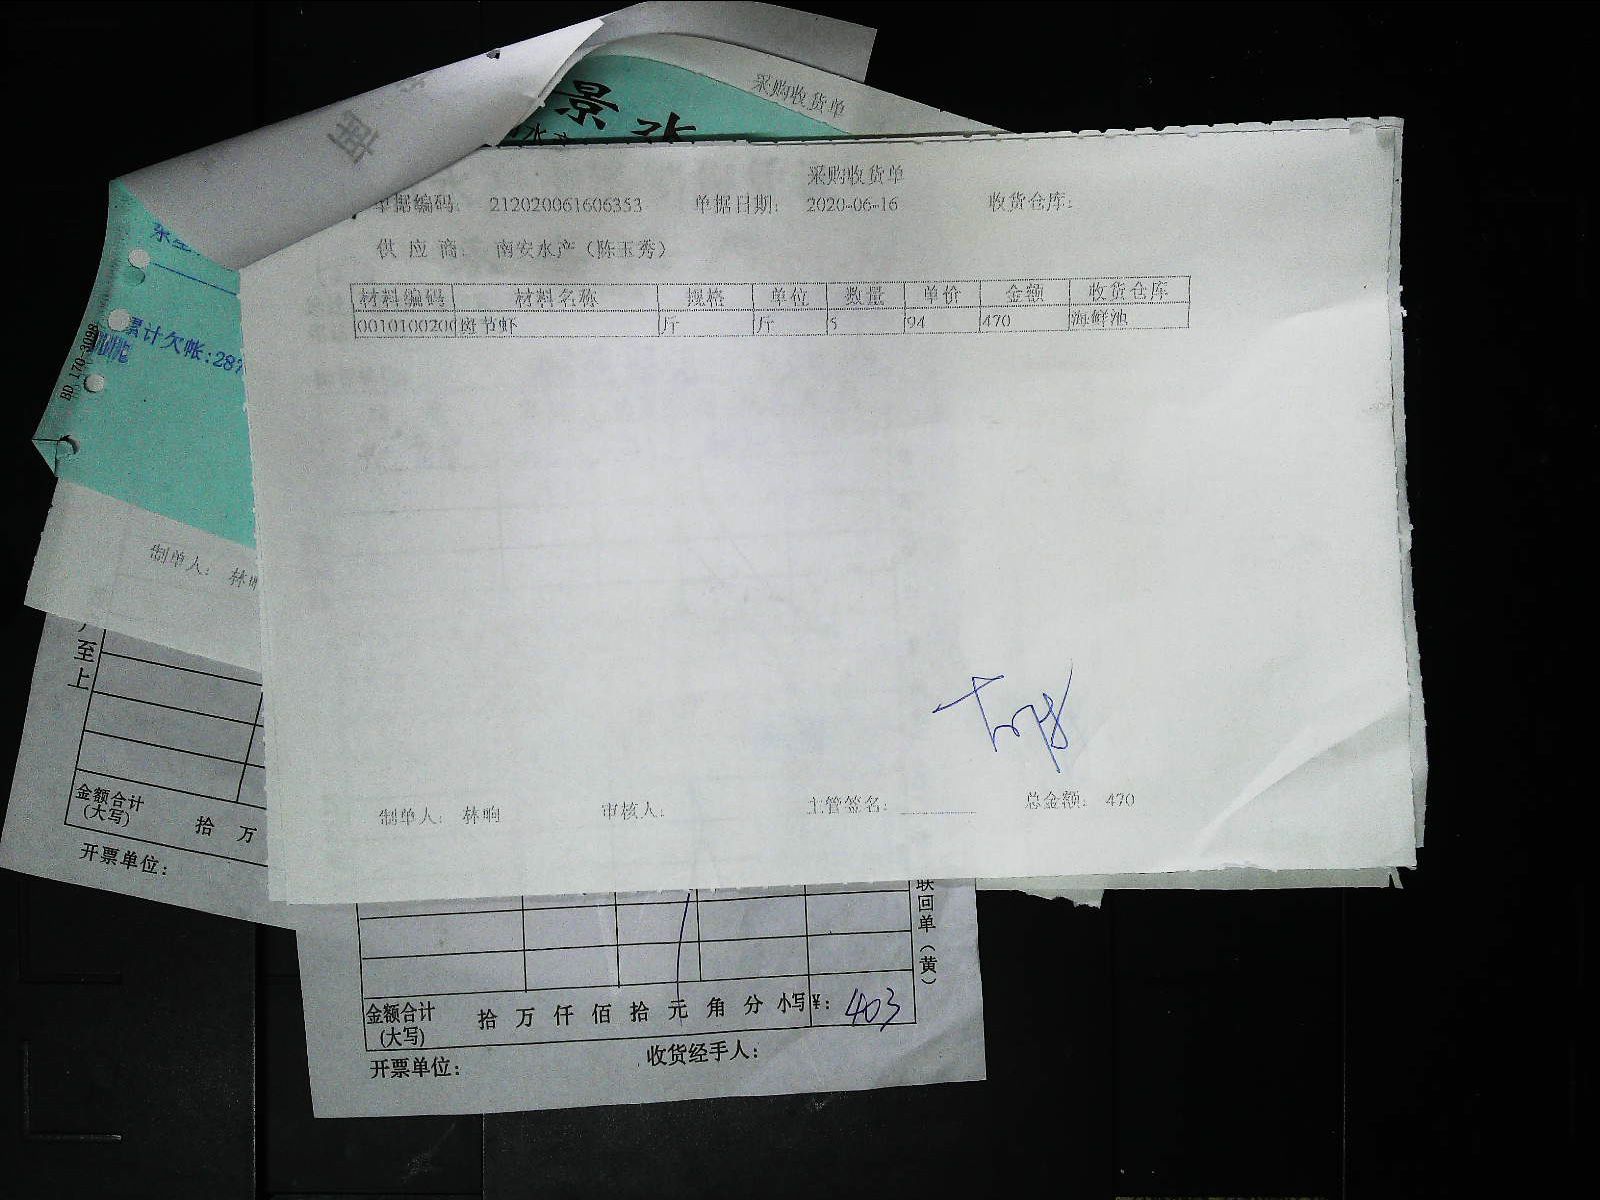 采购收货单
景
采购收货单
单据编码: 212020061606353 单据日期: 2020-06-16 收货仓库:
供应商: 南安水产(陈玉秀)
材料编码 材料名称 规格 单位 数量 单价 金额 收货仓库
0010100200 斑节虾 斤 斤 5 94 470 海鲜池
累计欠帐:28
BD 170-3098
制单人: 林
至上
金额合计
(大写) 拾 万
开票单位:
制单人: 林晌 审核人: 主管签名: 总金额: 470
联回单(黄)
金额合计 拾 万 仟 佰 拾 元 角 分 小写¥: 403
(大写)
开票单位: 收货经手人: